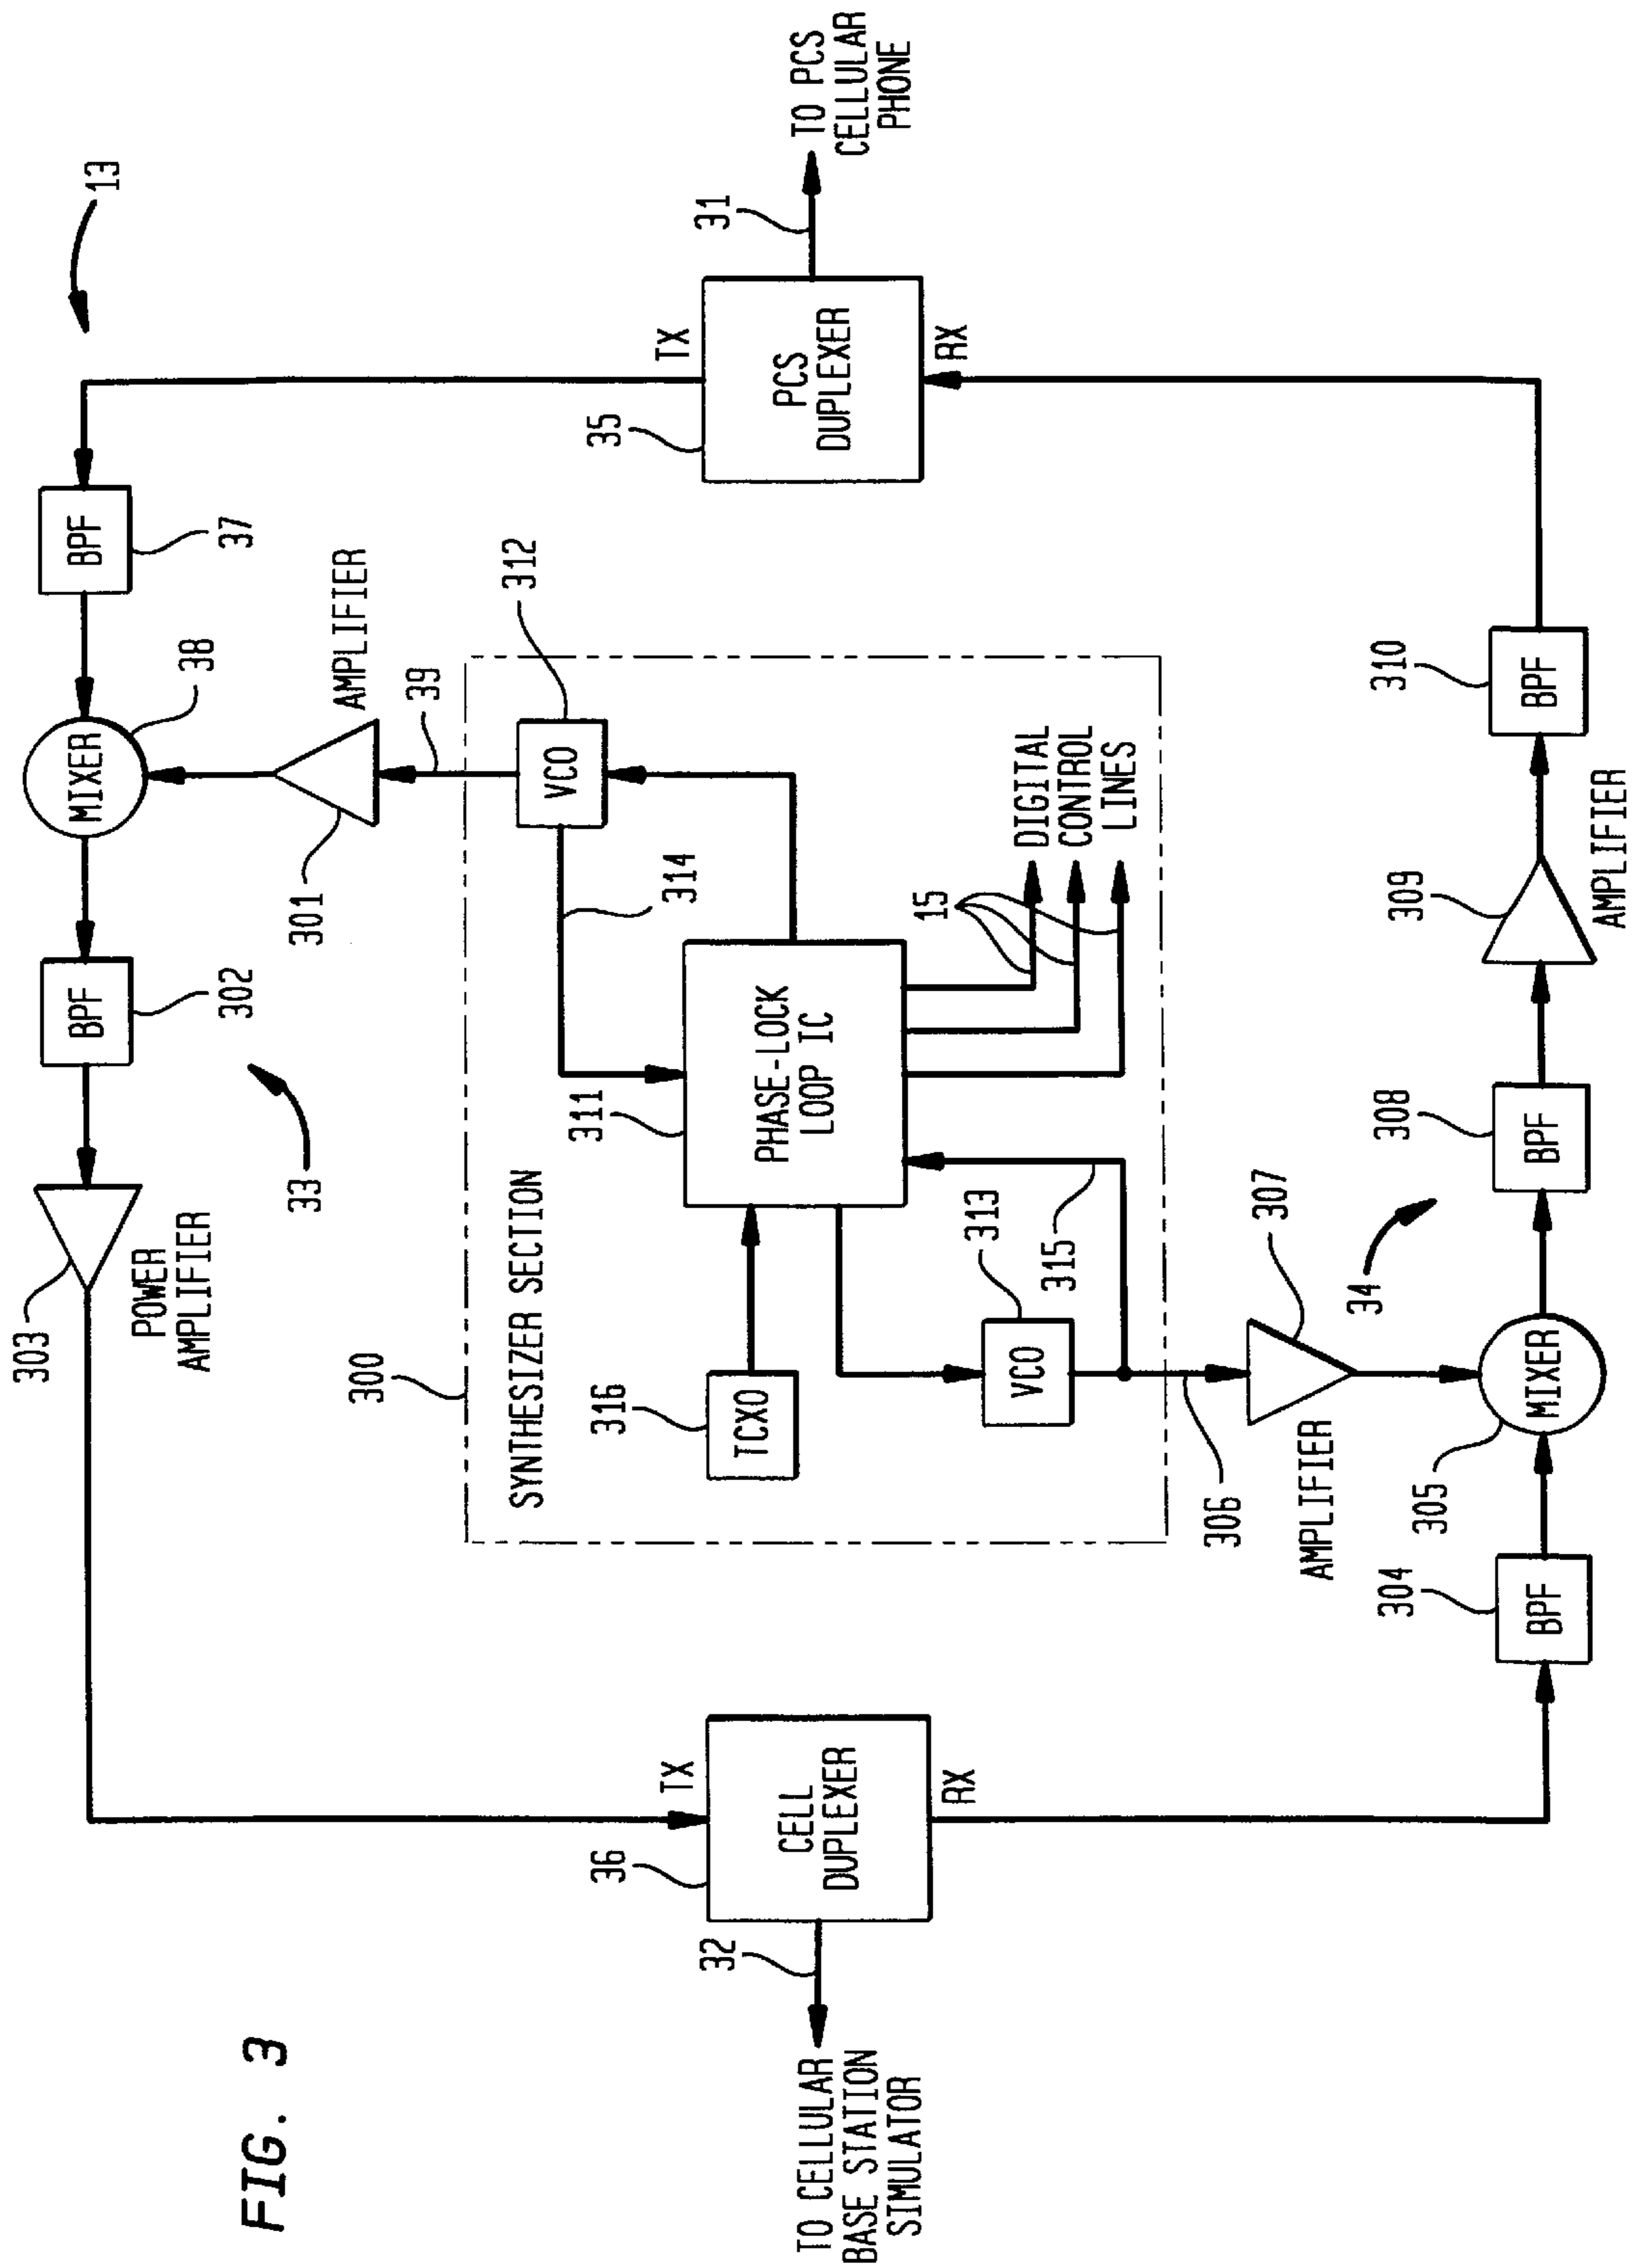 FIG. 3
13
BPF
37
MIXER
38
BPF
302
303
POWER
AMPLIFIER
33
301
AMPLIFIER
39
300
SYNTHESIZER SECTION
VCO
312
314
311
PHASE-LOCK
LOOP IC
316
TCXO
VCO
313
315
15
DIGITAL
CONTROL
LINES
306
307
AMPLIFIER
34
TO CELLULAR
BASE STATION
SIMULATOR
32
36
CELL
DUPLEXER
TX
RX
35
PCS
DUPLEXER
TX
RX
31
TO PCS
CELLULAR
PHONE
304
BPF
305
MIXER
308
BPF
309
AMPLIFIER
310
BPF